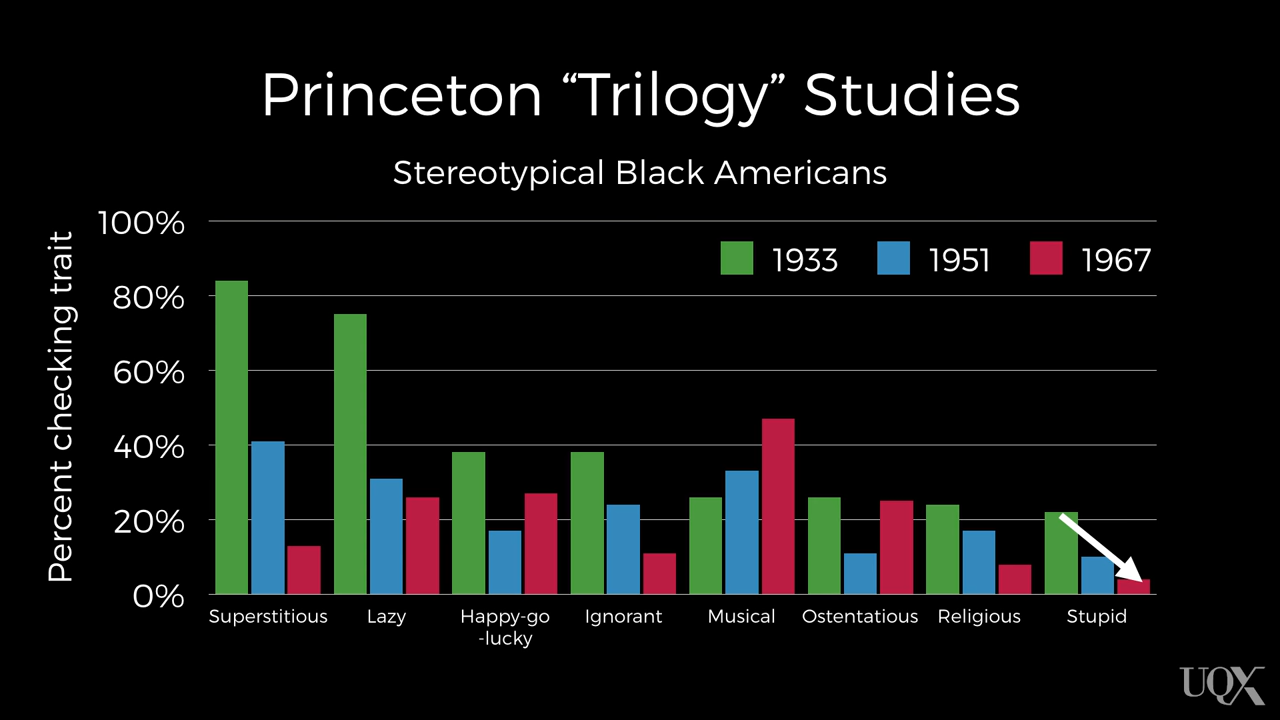 Princeton “Trilogy” Studies
Stereotypical Black Americans
Percent checking trait
100%
80%
60%
40%
20%
0%
1933 1951 1967
Superstitious Lazy Happy-go Ignorant Musical Ostentatious Religious Stupid
-lucky
UQX